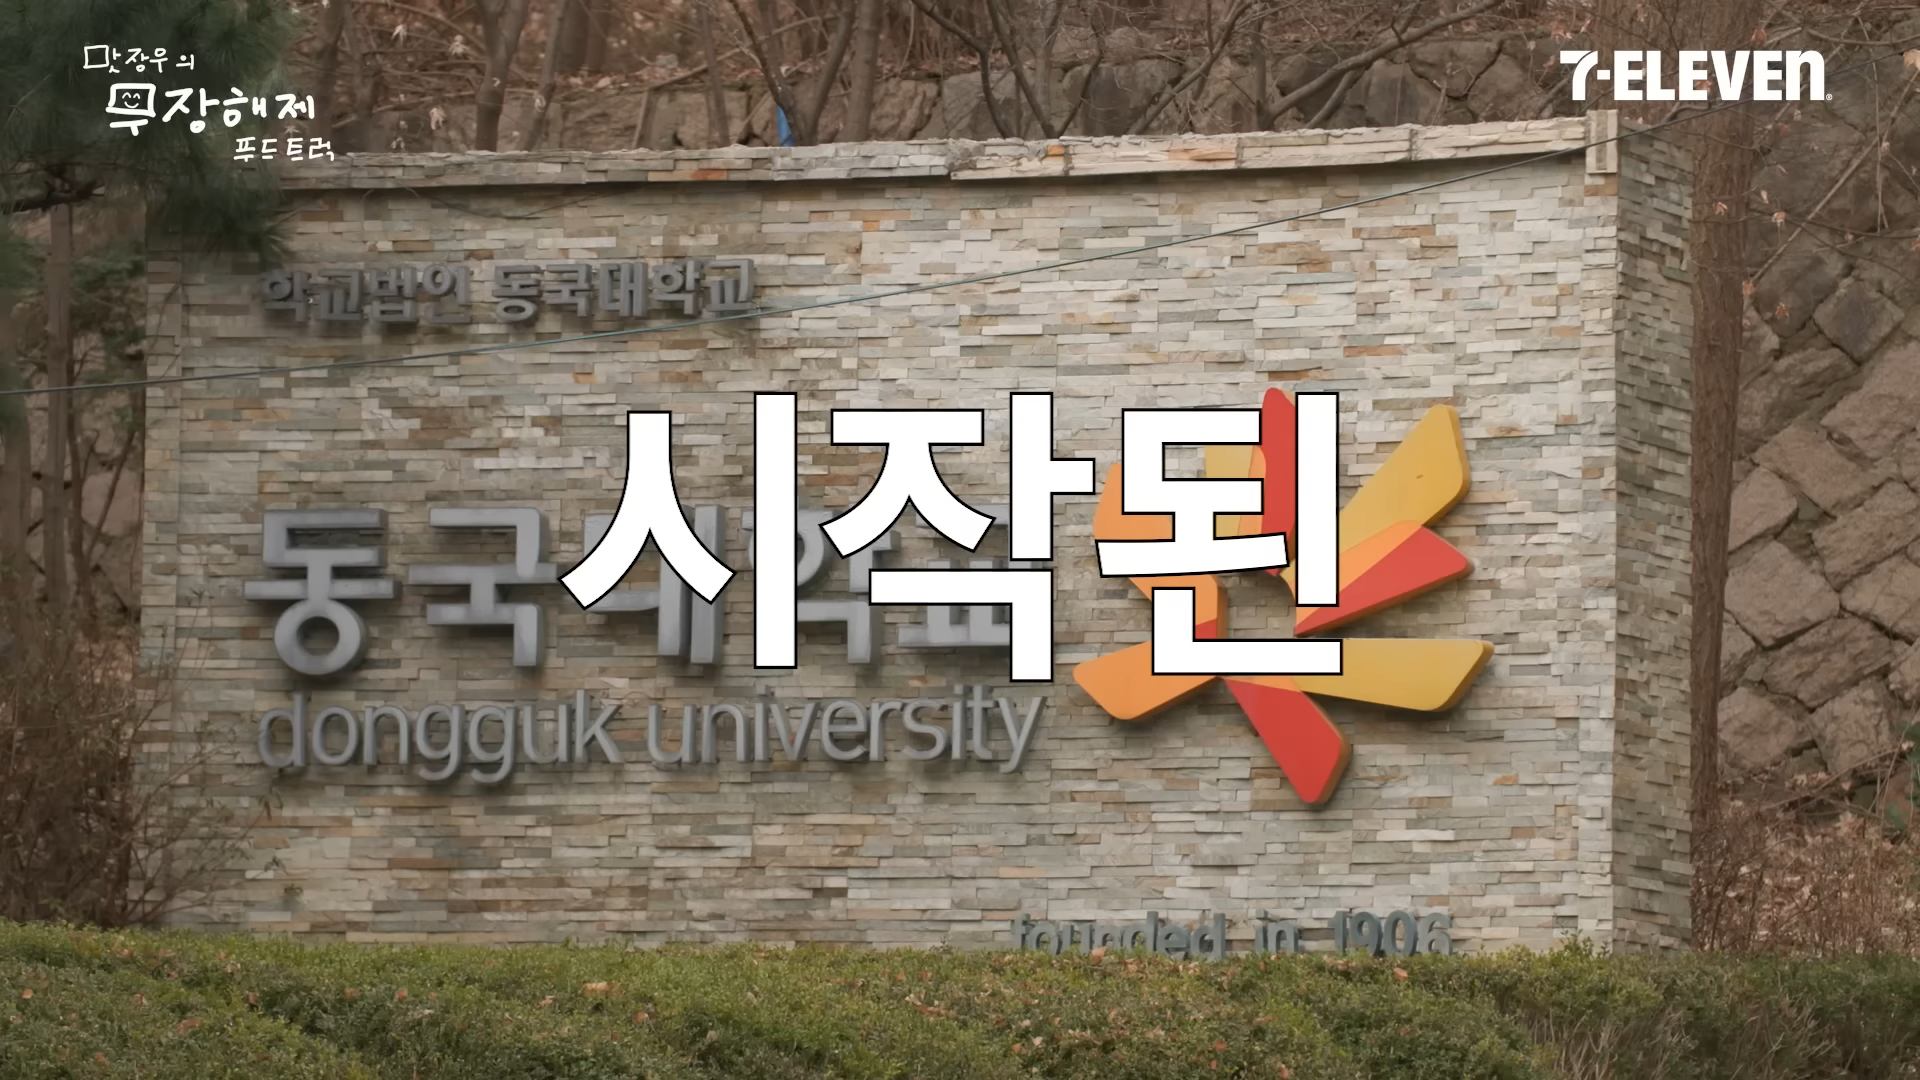 맛장우의
무장해제
푸드트럭
7-ELEVEN
학교법인 동국대학교
시작된
동국대학교
dongguk university
founded in 1906